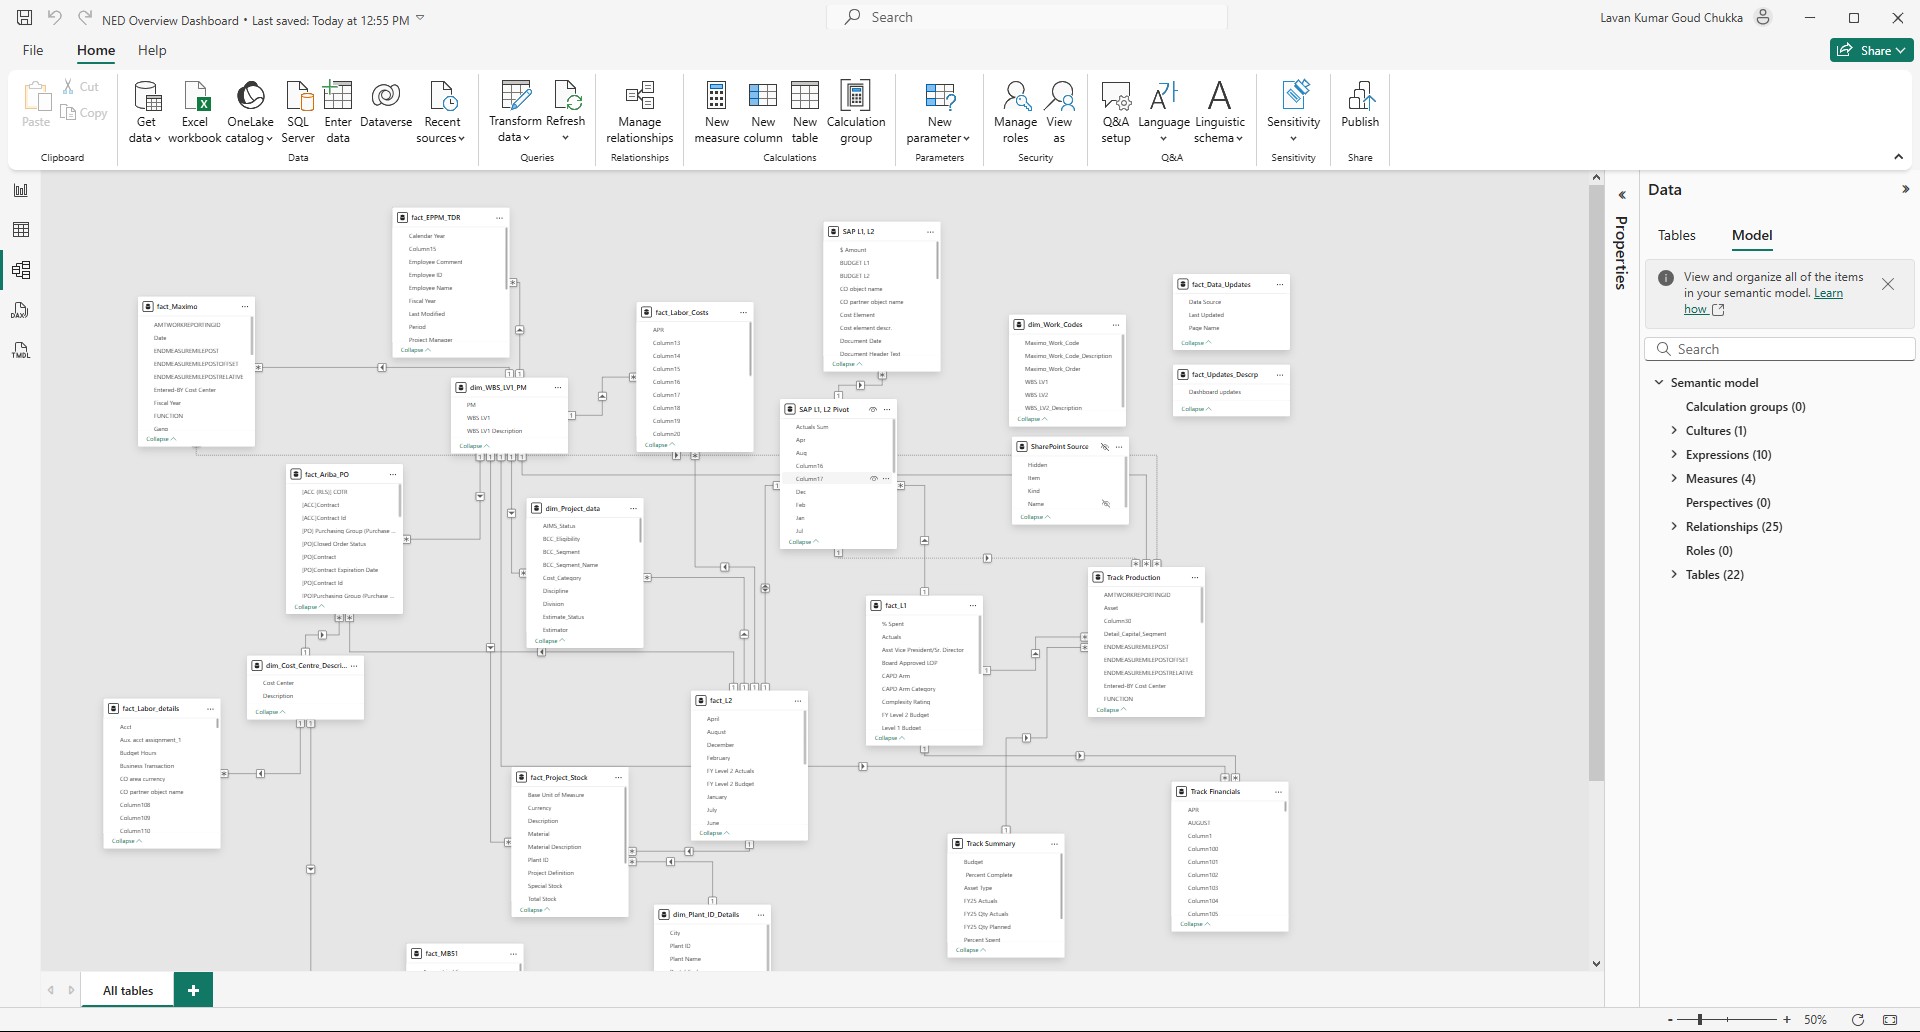 NED Overview Dashboard • Last saved: Today at 12:55 PM
Search
Lavan Kumar Goud Chukka
File
Home
Help
Share
Paste
Cut
Copy
Clipboard
Get data
Excel workbook
OneLake catalog
SQL Server
Enter data
Dataverse
Recent sources
Data
Transform data
Refresh
Queries
Manage relationships
Relationships
New measure
New column
New table
Calculation group
Calculations
New parameter
Parameters
Manage roles
View as
Security
Q&A setup
Language
Linguistic schema
Q&A
Sensitivity
Sensitivity
Publish
Share
DAX
TMDL
fact_EPPM_TDR
Calendar Year
Column15
Employee Comment
Employee ID
Employee Name
Fiscal Year
Last Modified
Period
Project Manager
Collapse
SAP L1, L2
$ Amount
BUDGET L1
BUDGET L2
CO object name
CO partner object name
Cost Element
Cost element descr.
Document Date
Document Header Text
Collapse
fact_Data_Updates
Data Source
Last Updated
Page Name
Collapse
fact_Maximo
AMTWORKREPORTINGID
Date
ENDMEASUREMILEPOST
ENDMEASUREMILEPOSTOFFSET
ENDMEASUREMILEPOSTRELATIVE
Entered-BY Cost Center
Fiscal Year
FUNCTION
Gang
Collapse
fact_Labor_Costs
APR
Column13
Column14
Column15
Column16
Column17
Column18
Column19
Column20
Collapse
dim_Work_Codes
Maximo_Work_Code
Maximo_Work_Code_Description
Maximo_Work_Order
WBS LV1
WBS LV2
WBS_LV2_Description
Collapse
fact_Updates_Descrp
Dashboard updates
Collapse
dim_WBS_LV1_PM
PM
WBS LV1
WBS LV1 Description
Collapse
SAP L1, L2 Pivot
Actuals Sum
Apr
Aug
Column16
Column17
Dec
Feb
Jan
Jul
Collapse
SharePoint Source
Hidden
Item
Kind
Name
Collapse
fact_Ariba_PO
[ACC (RLS)] COTR
[ACC]Contract
[ACC]Contract Id
[PO] Purchasing Group (Purchase ...
[PO]Closed Order Status
[PO]Contract
[PO]Contract Expiration Date
[PO]Contract Id
[PO]Purchasing Group (Purchase ...
Collapse
dim_Project_data
AIMS_Status
BCC_Eligibility
BCC_Segment
BCC_Segment_Name
Cost_Category
Discipline
Division
Estimate_Status
Estimator
Collapse
Track Production
AMTWORKREPORTINGID
Asset
Column30
Detail_Capital_Segment
ENDMEASUREMILEPOST
ENDMEASUREMILEPOSTOFFSET
ENDMEASUREMILEPOSTRELATIVE
Entered-BY Cost Center
FUNCTION
Collapse
fact_L1
% Spent
Actuals
Asst Vice President/Sr. Director
Board Approved LOP
CAPD Arm
CAPD Arm Category
Complexity Rating
FY Level 2 Budget
Level 1 Budget
Collapse
dim_Cost_Centre_Descri...
Cost Center
Description
Collapse
fact_Labor_details
Acct
Aux. acct assignment_1
Budget Hours
Business Transaction
CO area currency
CO partner object name
Column108
Column109
Column110
Collapse
fact_L2
April
August
December
February
FY Level 2 Actuals
FY Level 2 Budget
January
July
June
Collapse
fact_Project_Stock
Base Unit of Measure
Currency
Description
Material
Material Description
Plant ID
Project Definition
Special Stock
Total Stock
Collapse
Track Financials
APR
AUGUST
Column1
Column100
Column101
Column102
Column103
Column104
Column105
Collapse
Track Summary
Budget
Percent Complete
Asset Type
FY25 Actuals
FY25 Qty Actuals
FY25 Qty Planned
Percent Spent
Collapse
dim_Plant_ID_Details
City
Plant ID
Plant Name
fact_MB51
Properties
Data
Tables
Model
View and organize all of the items
in your semantic model. Learn
how
Search
Semantic model
Calculation groups (0)
Cultures (1)
Expressions (10)
Measures (4)
Perspectives (0)
Relationships (25)
Roles (0)
Tables (22)
All tables
50%